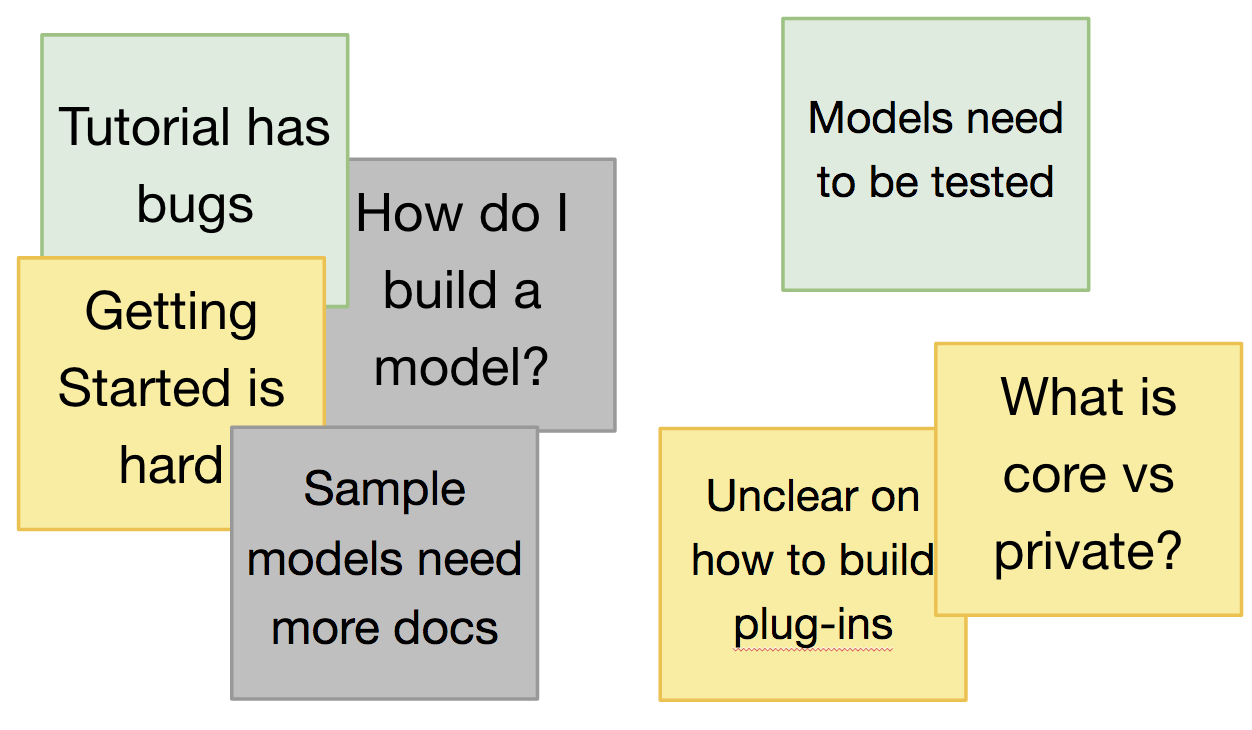 Tutorial has
bugs
How do I
build a
model?
Getting
Started is
hard
Sample
models need
more docs
Models need
to be tested
Unclear on
how to build
plug-ins
What is
core vs
private?